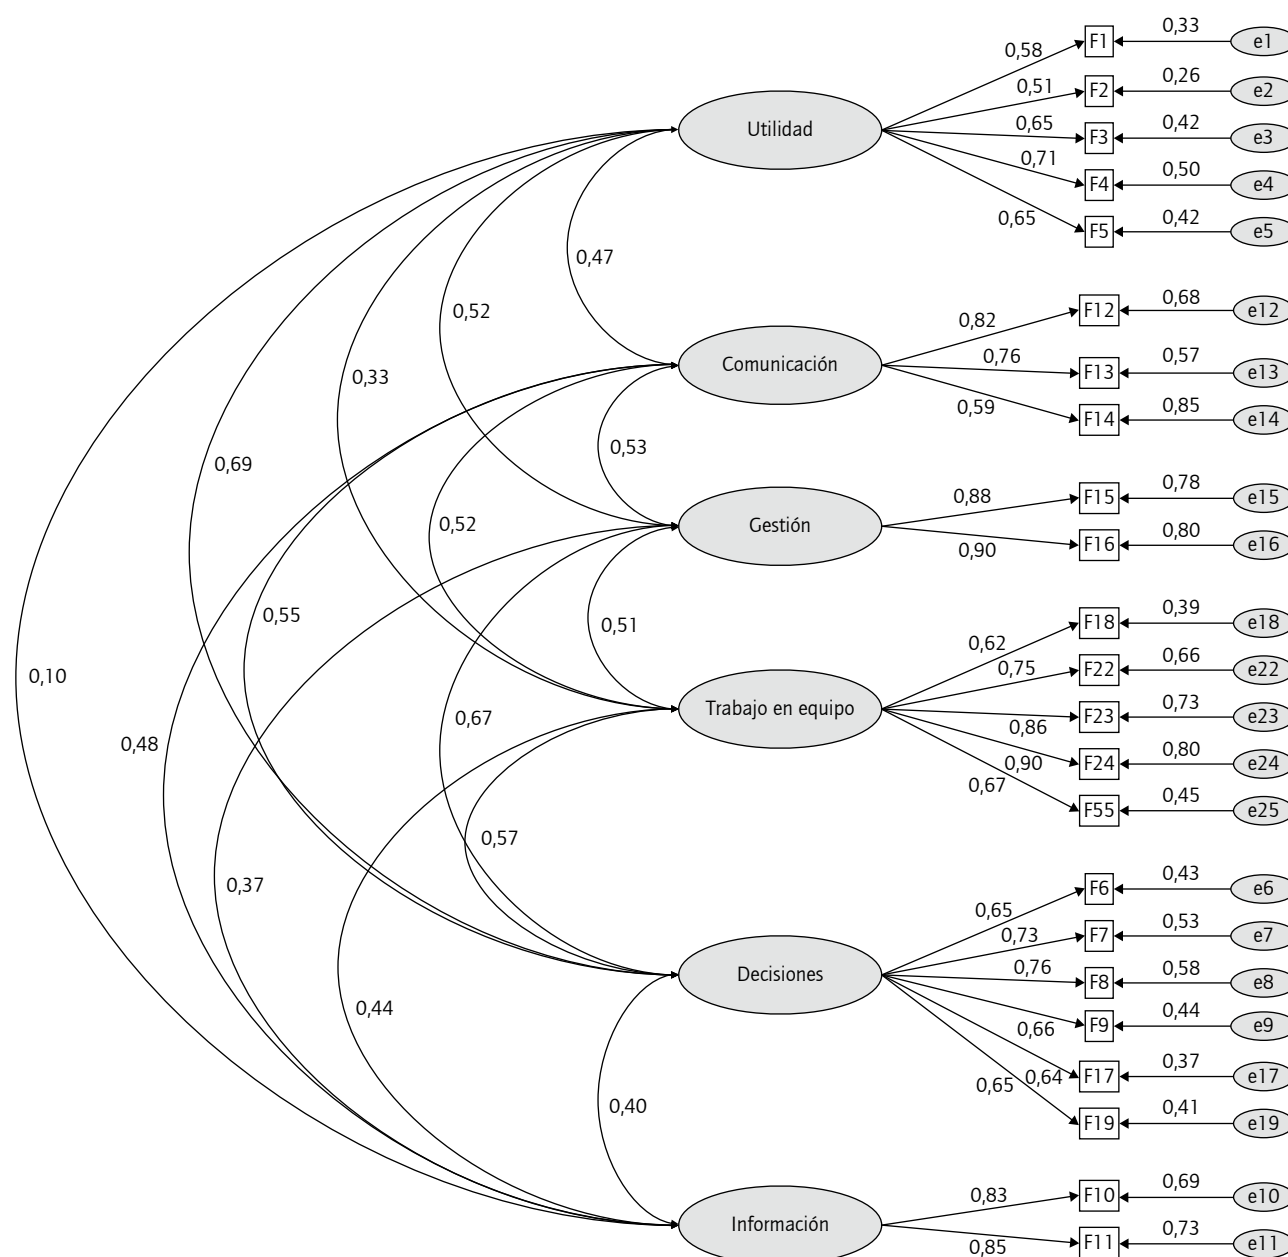 0,58
F1
0,33
e1
0,51
F2
0,26
e2
Utilidad
0,65
F3
0,42
e3
0,71
F4
0,50
e4
0,65
F5
0,42
e5
0,47
0,52
0,33
0,82
F12
0,68
e12
Comunicación
0,76
F13
0,57
e13
0,59
F14
0,85
e14
0,53
0,69
0,52
Gestión
0,88
F15
0,78
e15
0,90
F16
0,80
e16
0,55
0,51
0,10
0,62
F18
0,39
e18
0,75
F22
0,66
e22
Trabajo en equipo
0,86
F23
0,73
e23
0,90
F24
0,80
e24
0,67
F55
0,45
e25
0,67
0,48
0,57
0,37
0,65
F6
0,43
e6
0,73
F7
0,53
e7
Decisiones
0,76
F8
0,58
e8
0,66
F9
0,44
e9
0,64
F17
0,37
e17
0,65
F19
0,41
e19
0,44
0,40
Información
0,83
F10
0,69
e10
0,85
F11
0,73
e11